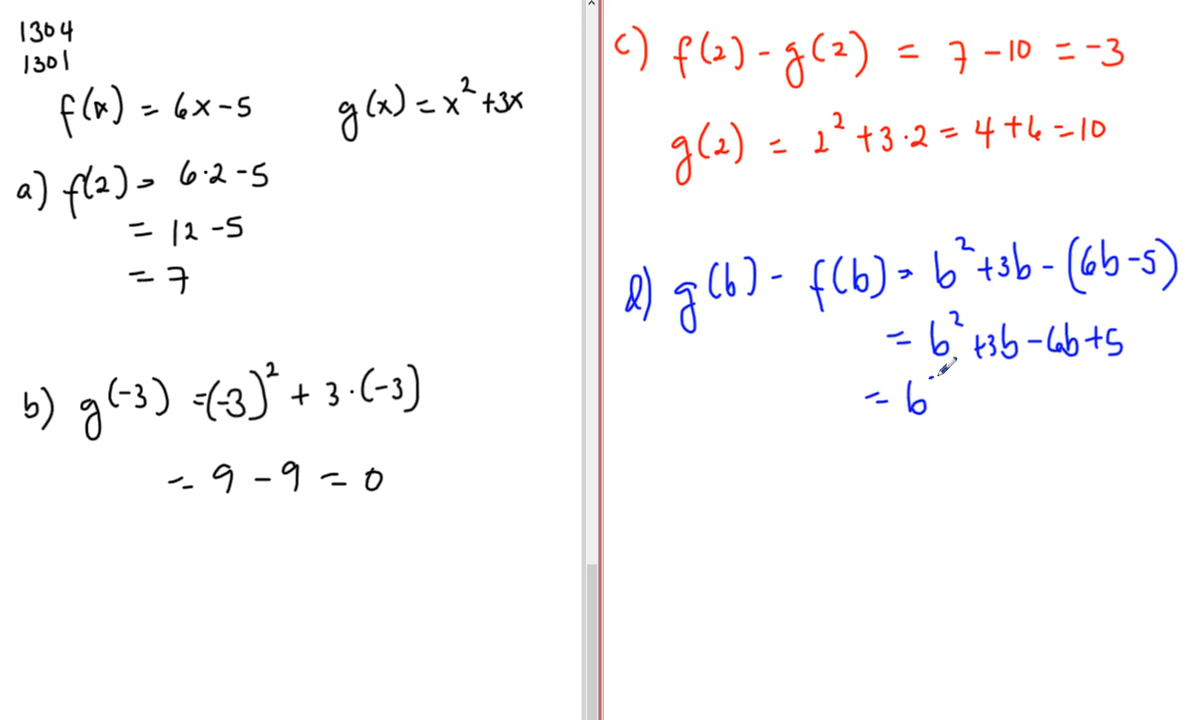 1304
1301
f(x) = 6x - 5    g(x) = x² + 3x
a) f(2) = 6·2 - 5
= 12 - 5
= 7
b) g(-3) = (-3)² + 3·(-3)
= 9 - 9 = 0
c) f(2) - g(2) = 7 - 10 = -3
g(2) = 2² + 3·2 = 4 + 6 = 10
d) g(b) - f(b) = b² + 3b - (6b - 5)
= b² + 3b - 6b + 5
= b